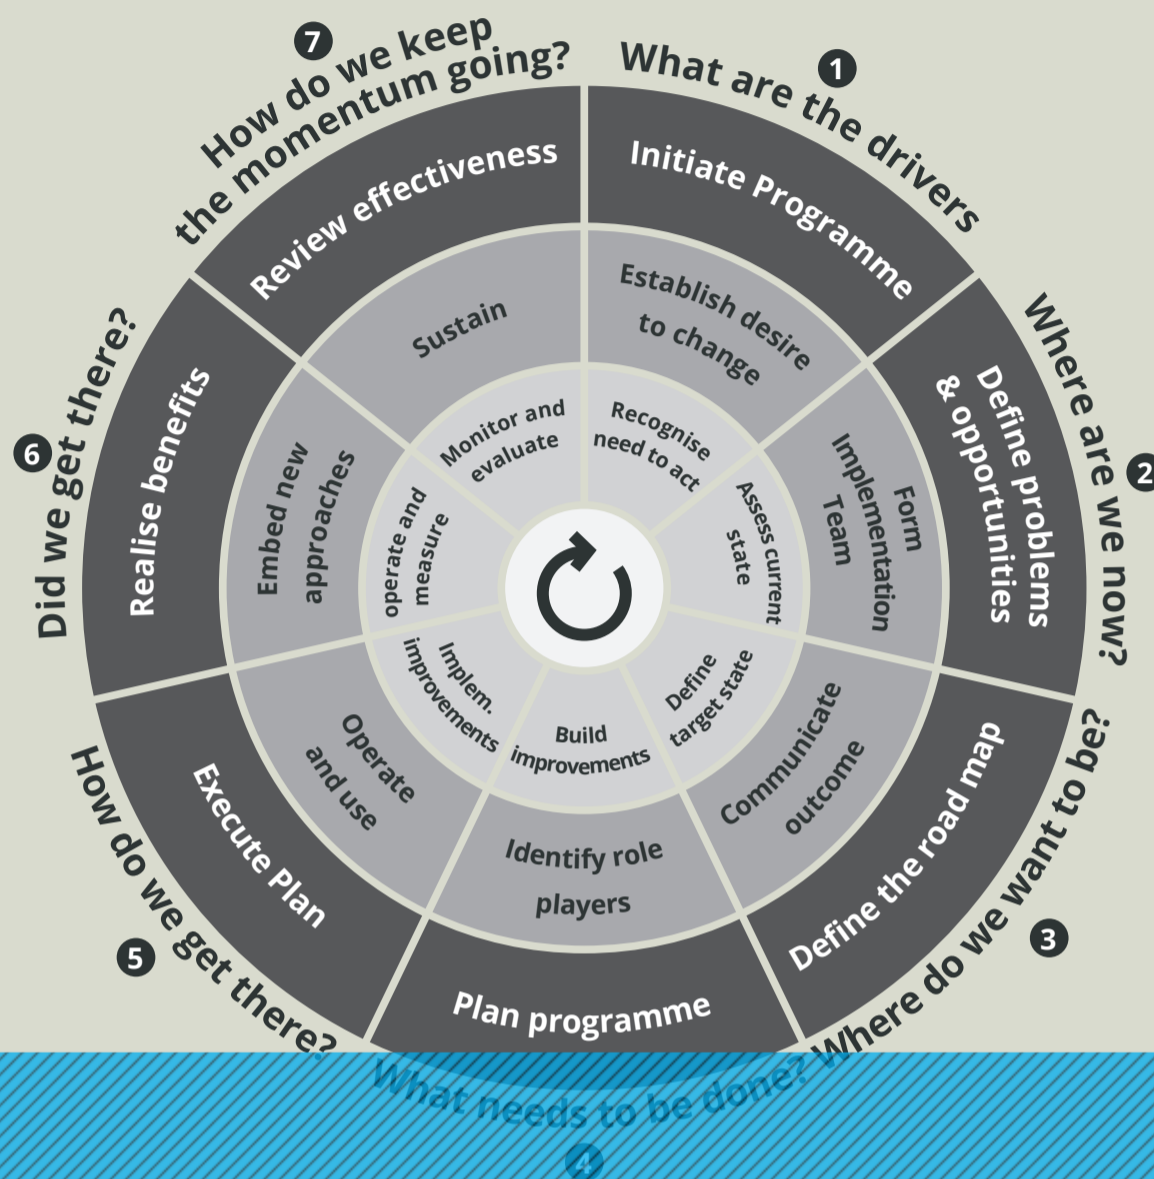 1
What are the drivers
Initiate Programme
Establish desire
to change
Recognise
need to act
2
Where are we now?
Define problems
& opportunities
Form
Implementation
Team
Assess current
state
3
Where do we want to be?
Define the road map
Communicate
outcome
Define
target state
4
What needs to be done?
Plan programme
Identify role
players
Build
improvements
5
How do we get there?
Execute Plan
Operate
and use
Implem.
improvements
6
Did we get there?
Realise benefits
Embed new
approaches
operate and
measure
7
How do we keep
the momentum going?
Review effectiveness
Sustain
Monitor and
evaluate